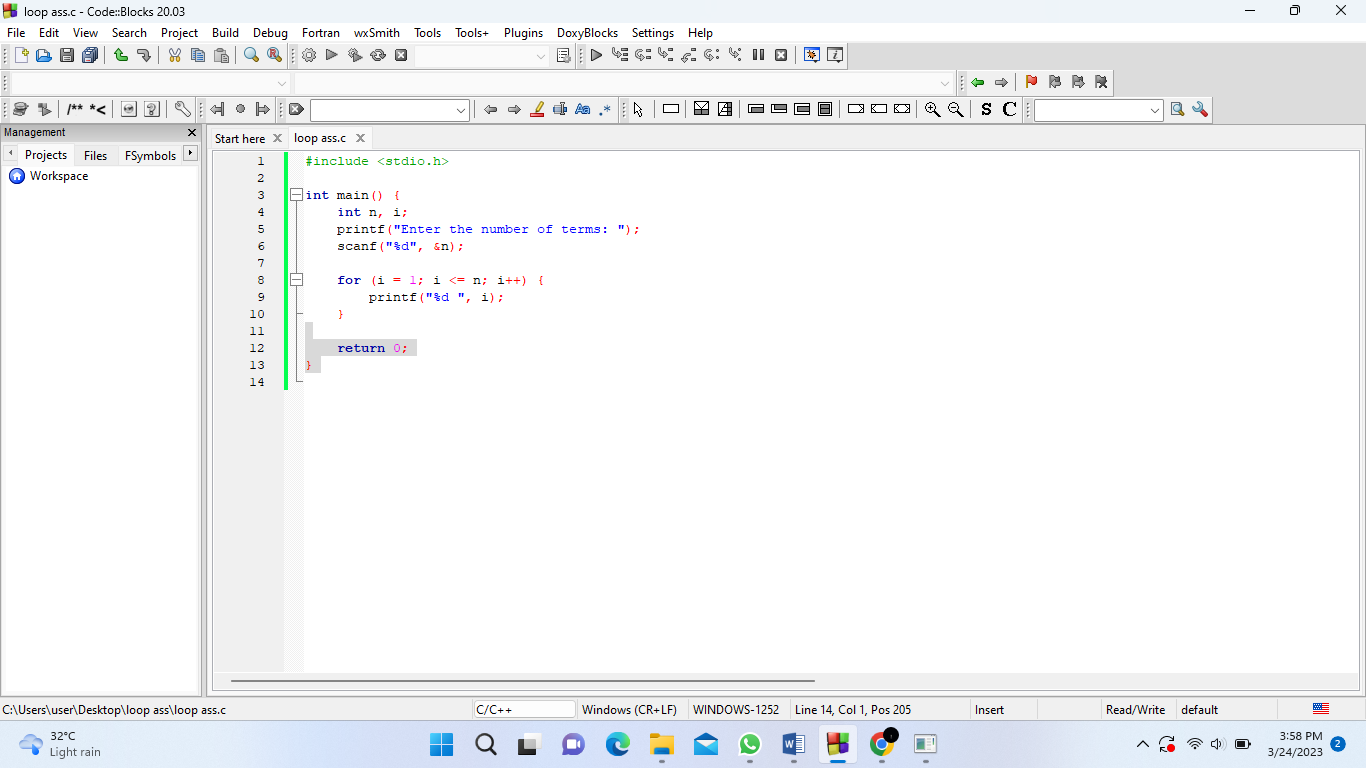 loop ass.c - Code::Blocks 20.03
File Edit View Search Project Build Debug Fortran wxSmith Tools Tools+ Plugins DoxyBlocks Settings Help
/** *<
Aa .*
S C
Management
Projects Files FSymbols
Workspace
Start here loop ass.c
1 #include <stdio.h>
2
3 int main() {
4 int n, i;
5 printf("Enter the number of terms: ");
6 scanf("%d", &n);
7
8 for (i = 1; i <= n; i++) {
9 printf("%d ", i);
10 }
11
12 return 0;
13 }
14
C:\Users\user\Desktop\loop ass\loop ass.c C/C++ Windows (CR+LF) WINDOWS-1252 Line 14, Col 1, Pos 205 Insert Read/Write default
32°C
Light rain
3:58 PM
3/24/2023 2